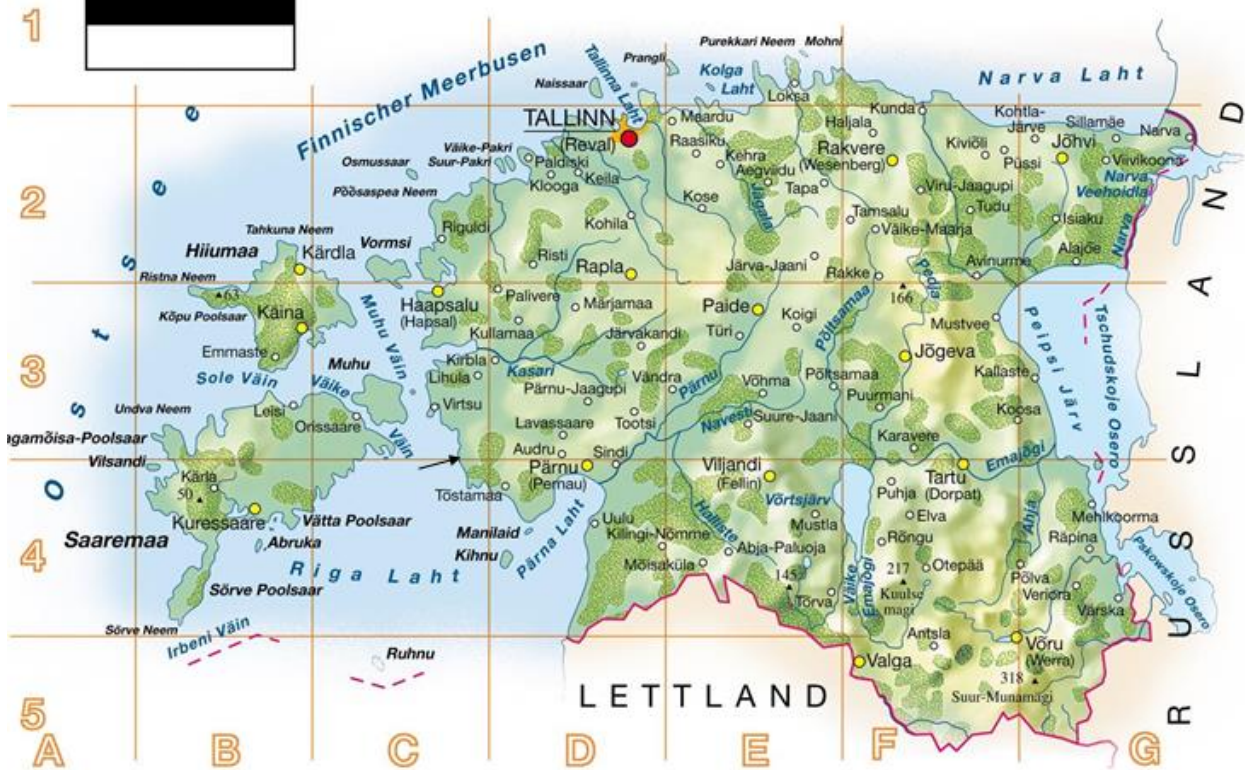 1
Finnischer Meerbusen
Purekkari Neem
Mohni
Prangli
Naissaar
Tallinna Laht
Kolga
Laht
Loksa
Narva Laht
Kunda
Kohtla-
Järve
Sillamäe
Narva
TALLINN
(Reval)
Maardu
Haljala
Raasiku
Kehra
Rakvere
(Wesenberg)
Kiviõli
Püssi
Jõhvi
Viivikoona
Narva
Veehoidla
Väike-Pakri
Suur-Pakri
Osmussaar
Paldiski
Keila
Klooga
Aegviidu
Tapa
Jägala
Viru-Jaagupi
Tudu
Põõsaspea Neem
2
Kose
Kohila
Tamsalu
Väike-Maarja
Isiaku
Alajõe
Narva
Riguldi
Tahkuna Neem
Hiiumaa
Kärdla
Vormsi
Risti
Rapla
Järva-Jaani
Rakke
Avinurme
Pedja
Ristna Neem
63
Kõpu Poolsaar
Käina
Haapsalu
(Hapsal)
Palivere
Märjamaa
Paide
Koigi
Põltsamaa
166
Mustvee
Kullamaa
Järvakandi
Türi
Jõgeva
Peipsi Järv
Tschudskoje Osero
Emmaste
Muhu Väin
Muhu
Kirbla
Kasari
3
Sole Väin
Väike
Väin
Lihula
Vändra
Pärnu
Võhma
Põltsamaa
Kallaste
Undva Neem
Leisi
Orissaare
Virtsu
Pärnu-Jaagupi
Puurmani
Koosa
Lavassaare
Tootsi
Navesti
Suure-Jaani
agamõisa-Poolsaar
Vilsandi
Audru
Sindi
Karavere
Emajõgi
Ostsee
Kärla
50
Pärnu
(Pernau)
Viljandi
(Fellin)
Tartu
(Dorpat)
Kuressaare
Vätta Poolsaar
Tõstamaa
Võrtsjärv
Puhja
Elva
Mehlkoorma
Saaremaa
Abruka
Manilaid
Kihnu
Pärna Laht
Uulu
Kilingi-Nõmme
Halliste
Mustla
Abja-Paluoja
Rõngu
Ahja
Räpina
4
Riga Laht
Mõisaküla
145
Tõrva
Väike
Emajõgi
217
Kuutse
magi
Otepää
Põlva
Veriora
Värska
Pskowskoje Osero
Sõrve Poolsaar
Sõrve Neem
Irbeni Väin
Ruhnu
Antsla
Valga
Võru
(Werra)
318
Suur-Munamagi
LETTLAND
RUSSLAND
5
A
B
C
D
E
F
G